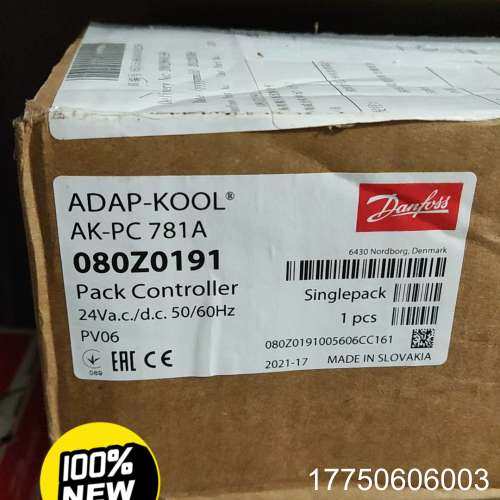 ADAP-KOOL®
AK-PC 781A
080Z0191
Pack Controller
24Va.c./d.c. 50/60Hz
PV06
EAC CE
089
Danfoss
6430 Nordborg, Denmark
Singlepack
1 pcs
080Z0191005606CC161
2021-17 MADE IN SLOVAKIA
100%
NEW
17750606003